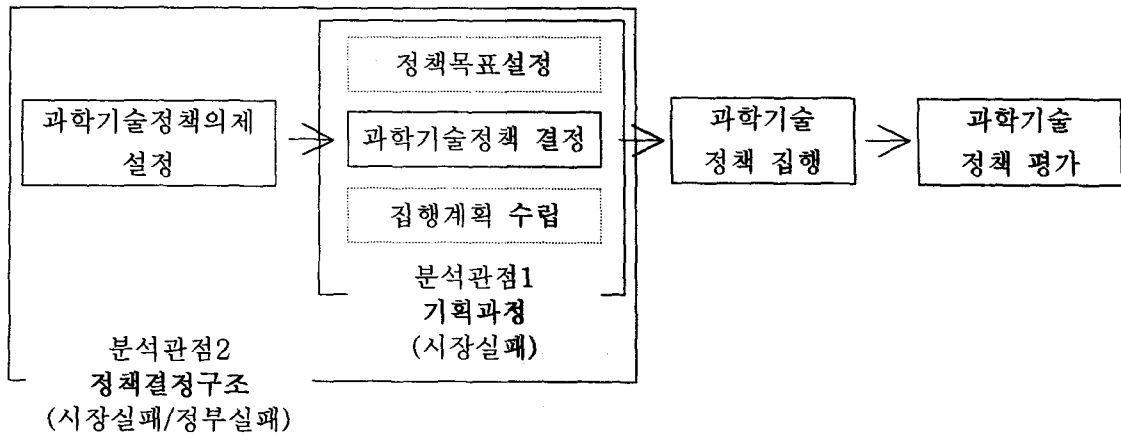 정책목표설정
과학기술정책의제
설정
과학기술정책 결정
과학기술
정책 집행
과학기술
정책 평가
집행계획 수립
분석관점1
기획과정
(시장실패)
분석관점2
정책결정구조
(시장실패/정부실패)